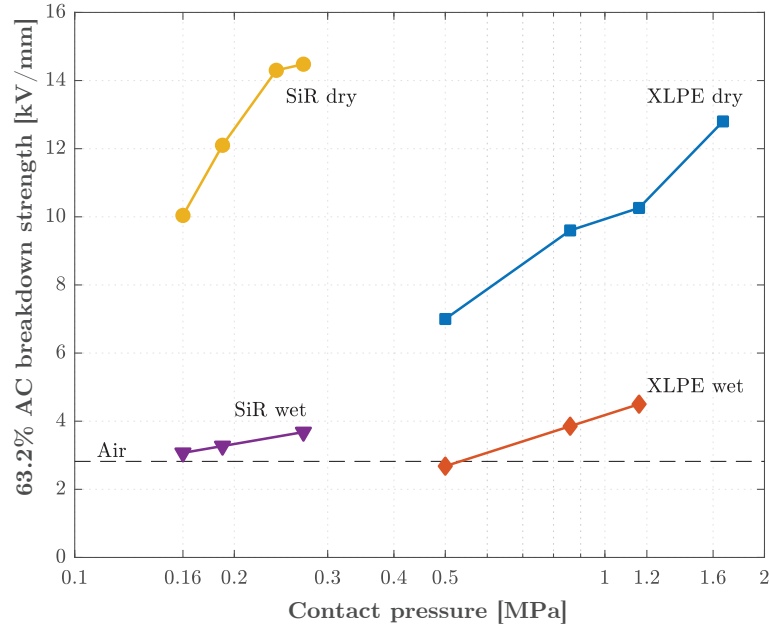 16
14
12
10
8
6
4
2
0
63.2% AC breakdown strength [kV/mm]
SiR dry
XLPE dry
SiR wet
XLPE wet
Air
0.1 0.16 0.2 0.3 0.4 0.5 1 1.2 1.6 2
Contact pressure [MPa]